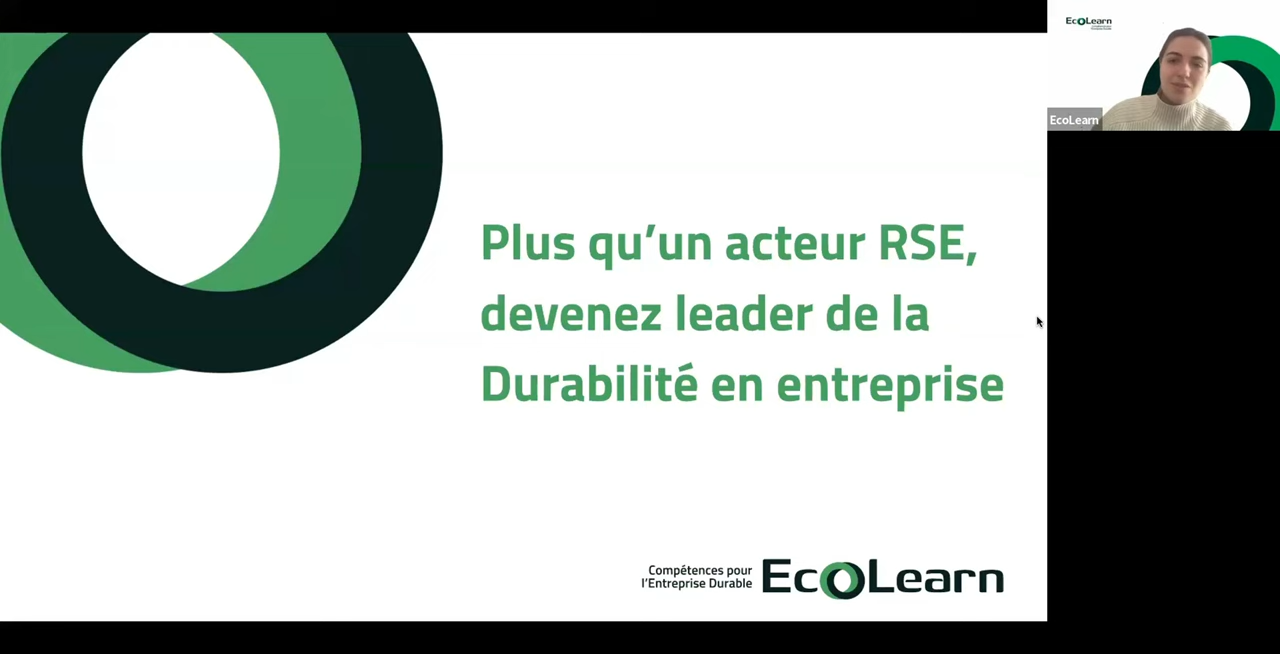 Plus qu’un acteur RSE,
devenez leader de la
Durabilité en entreprise
Compétences pour
l’Entreprise Durable
EcoLearn
EcoLearn
EcoLearn